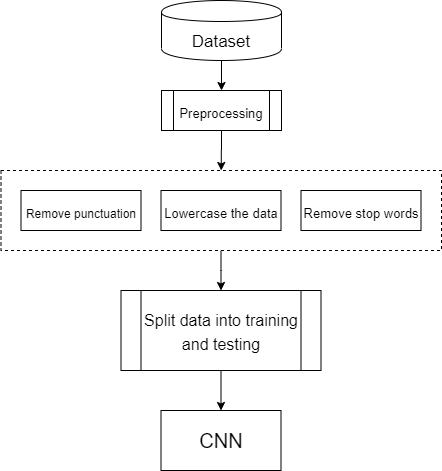 Dataset
Preprocessing
Remove punctuation
Lowercase the data
Remove stop words
Split data into training
and testing
CNN